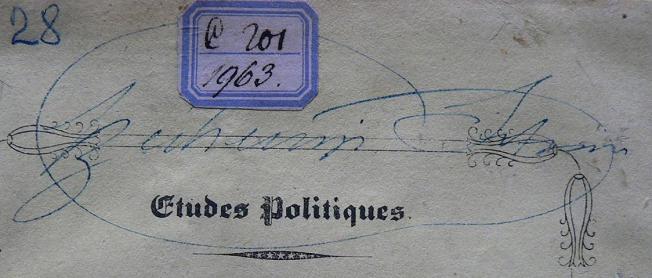 28
@ 201
1963.
Etudes Politiques.